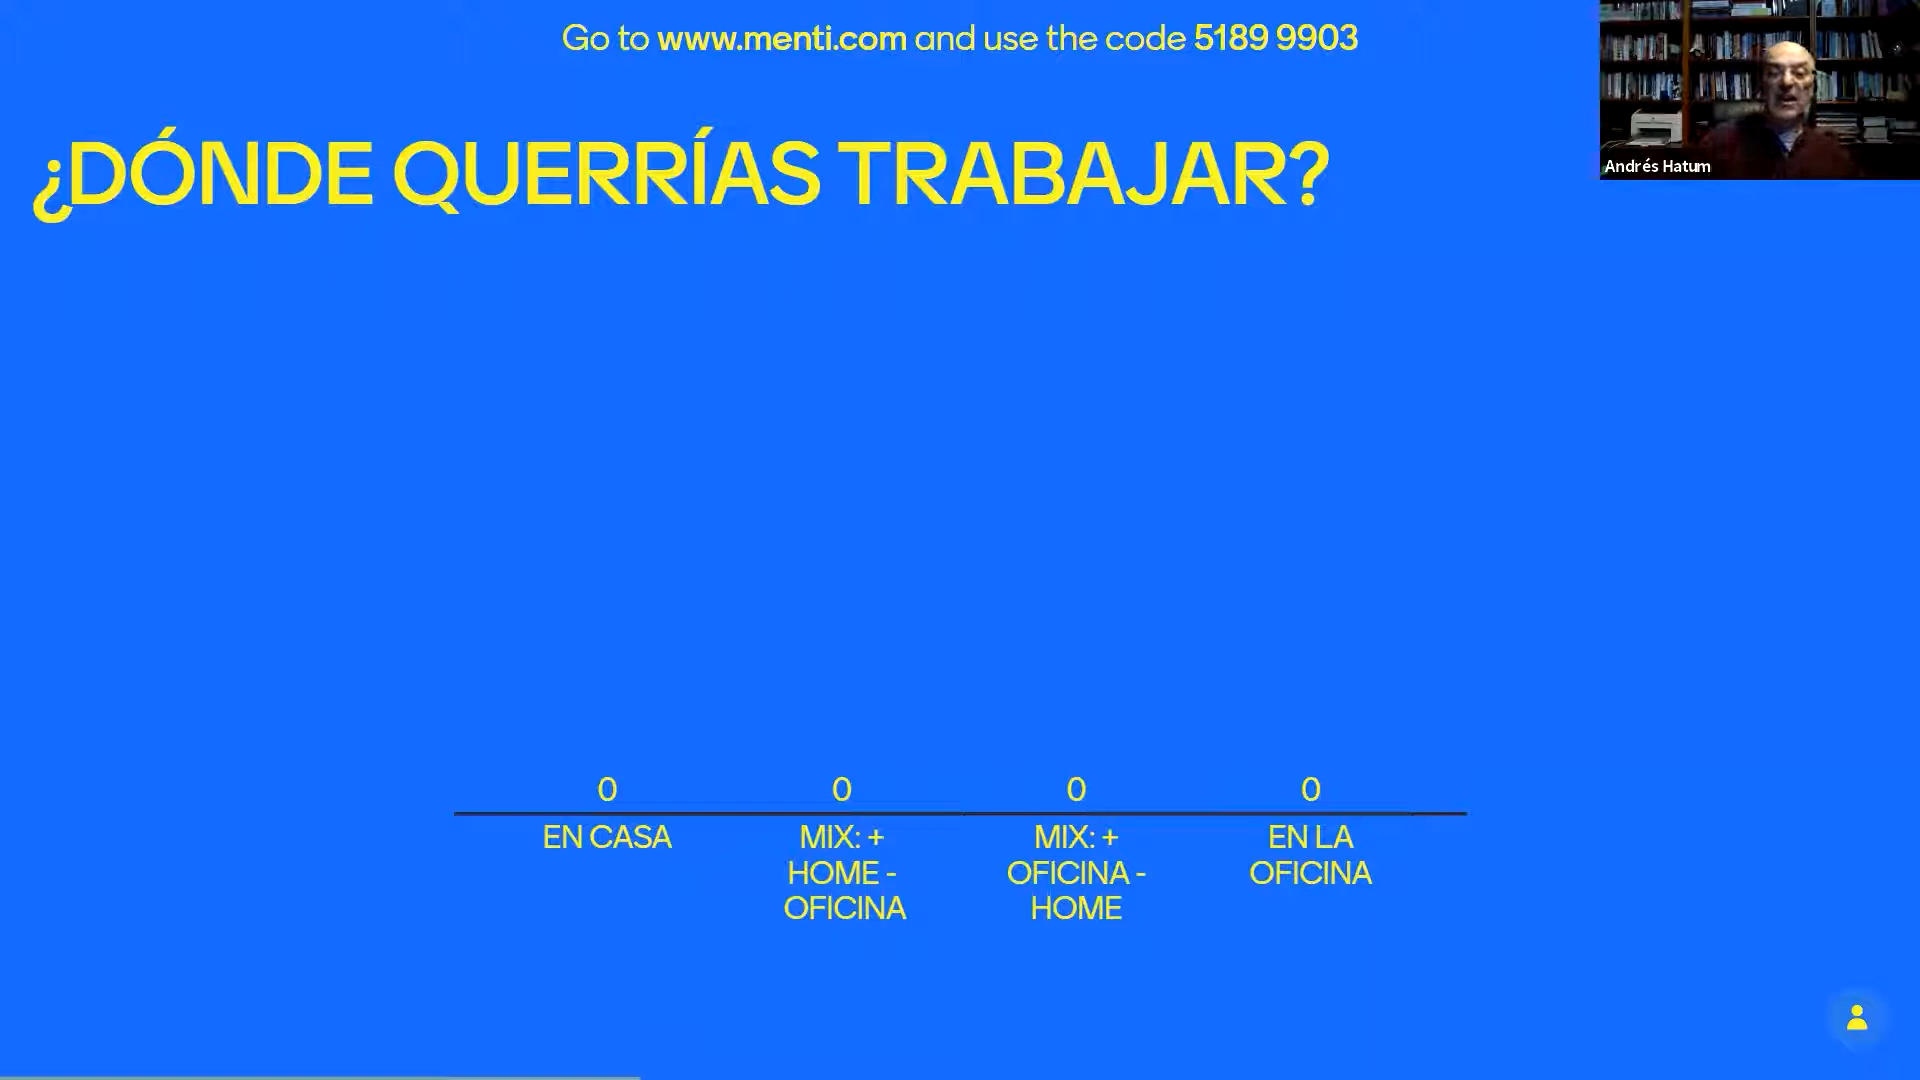 Go to www.menti.com and use the code 5189 9903
¿DÓNDE QUERRÍAS TRABAJAR?
Andrés Hatum
0
0
0
0
EN CASA
MIX: +
HOME -
OFICINA
MIX: +
OFICINA -
HOME
EN LA
OFICINA